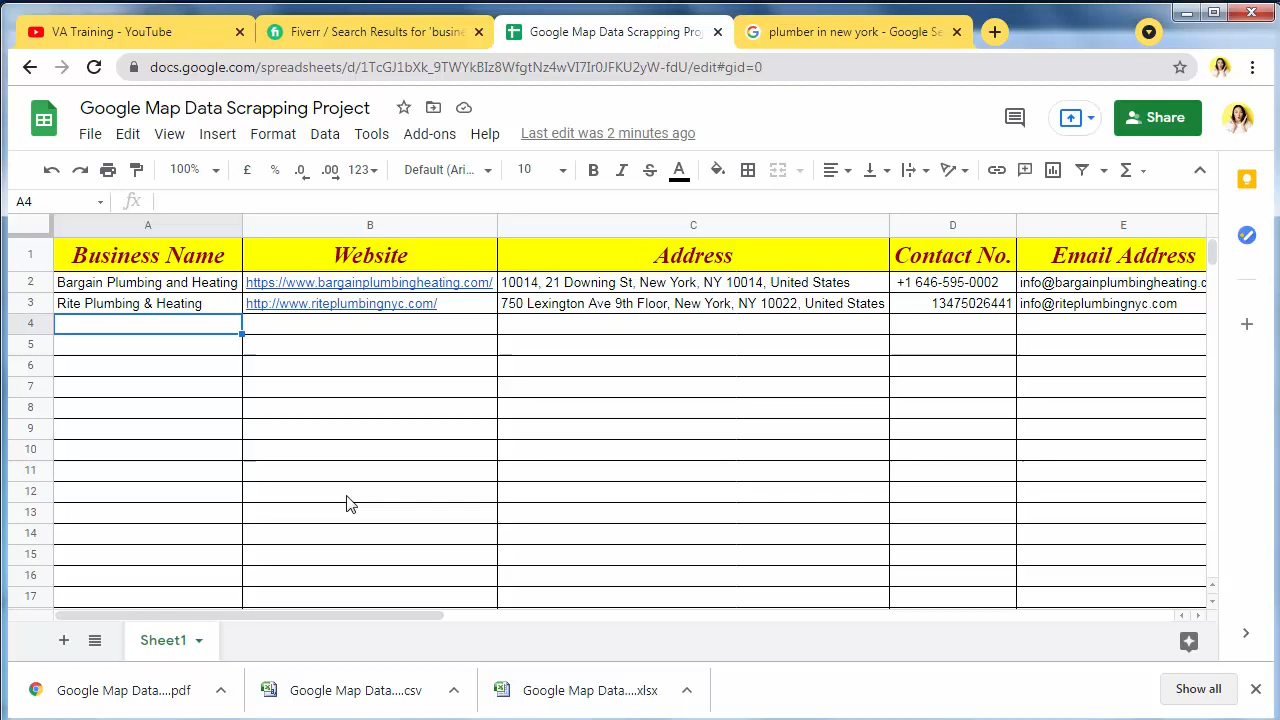 VA Training - YouTube
Fiverr / Search Results for 'busine
Google Map Data Scrapping Proj
plumber in new york - Google Se
docs.google.com/spreadsheets/d/1TcGJ1bXk_9TWYkBIz8WfgtNz4wVI7Ir0JFKU2yW-fdU/edit#gid=0
Google Map Data Scrapping Project
File Edit View Insert Format Data Tools Add-ons Help Last edit was 2 minutes ago
Share
100% £ % .0 .00 123 Default (Ari... 10 B I S A Σ
A4 fx
A B C D E
1 Business Name Website Address Contact No. Email Address
2 Bargain Plumbing and Heating https://www.bargainplumbingheating.com/ 10014, 21 Downing St, New York, NY 10014, United States +1 646-595-0002 info@bargainplumbingheating.c
3 Rite Plumbing & Heating http://www.riteplumbingnyc.com/ 750 Lexington Ave 9th Floor, New York, NY 10022, United States 13475026441 info@riteplumbingnyc.com
4
5
6
7
8
9
10
11
12
13
14
15
16
17
Sheet1
Google Map Data....pdf Google Map Data....csv Google Map Data....xlsx Show all